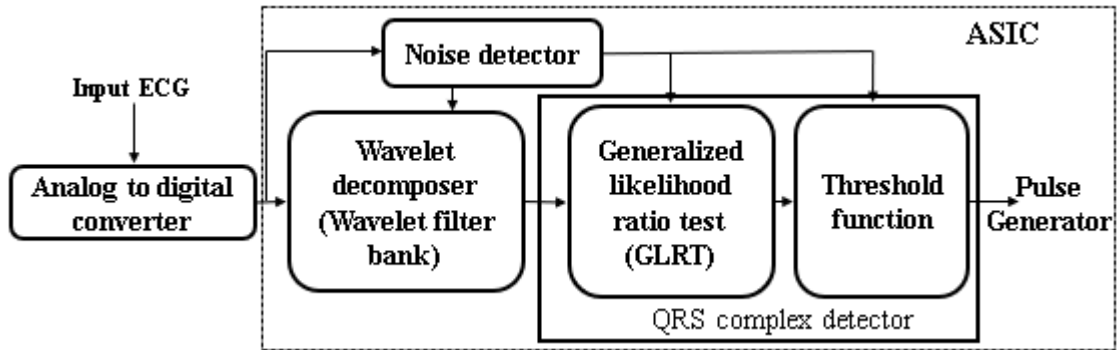 ASIC
Noise detector
Input ECG
Analog to digital
converter
Wavelet
decomposer
(Wavelet filter
bank)
Generalized
likelihood
ratio test
(GLRT)
Threshold
function
Pulse
Generator
QRS complex detector